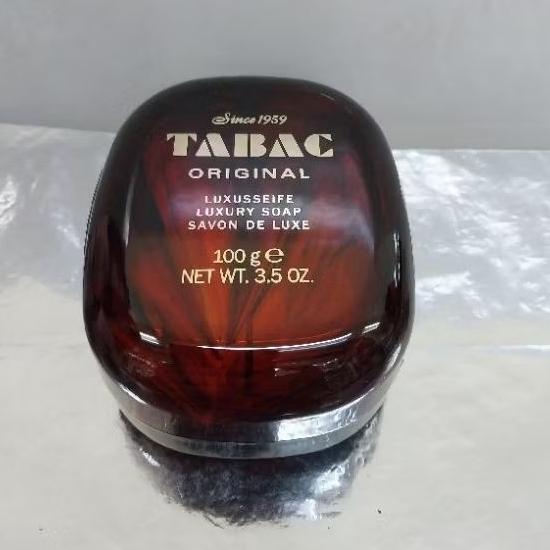 Since 1959
TABAC
ORIGINAL
LUXUSSEIFE
LUXURY SOAP
SAVON DE LUXE
100 g ℮
NET WT. 3.5 OZ.